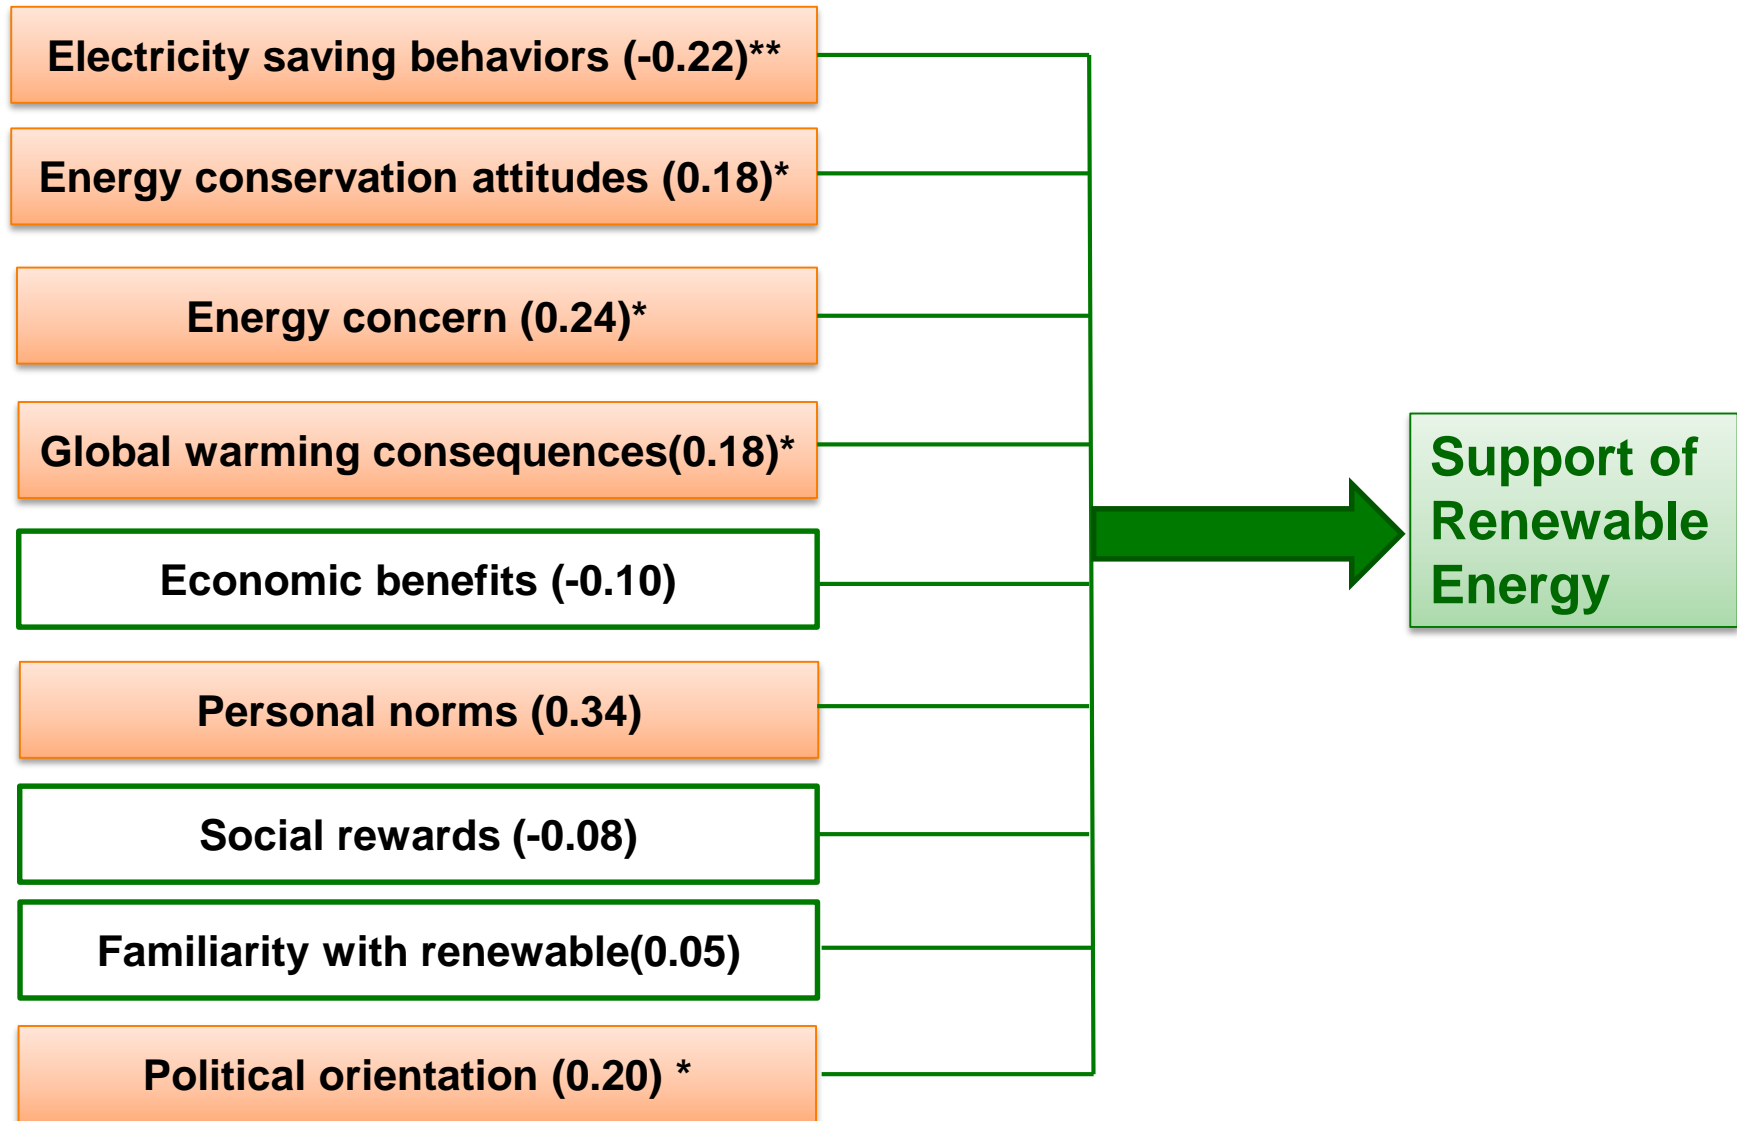 Electricity saving behaviors (-0.22)**
Energy conservation attitudes (0.18)*
Energy concern (0.24)*
Global warming consequences(0.18)*
Economic benefits (-0.10)
Personal norms (0.34)
Social rewards (-0.08)
Familiarity with renewable(0.05)
Political orientation (0.20) *
Support of
Renewable
Energy